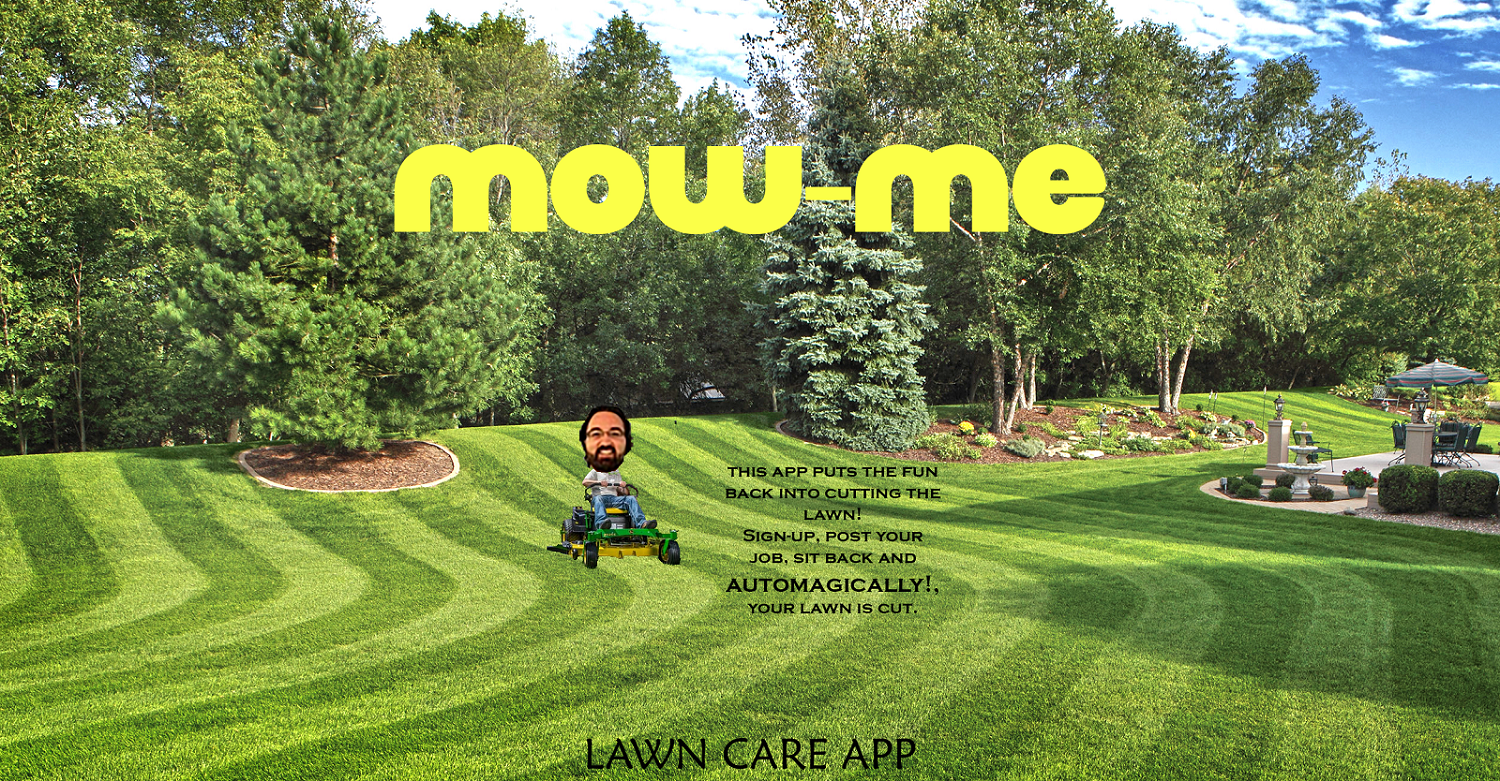 mow-me
THIS APP PUTS THE FUN
BACK INTO CUTTING THE
LAWN!
SIGN-UP, POST YOUR
JOB, SIT BACK AND
AUTOMAGICALLY!,
YOUR LAWN IS CUT.
LAWN CARE APP